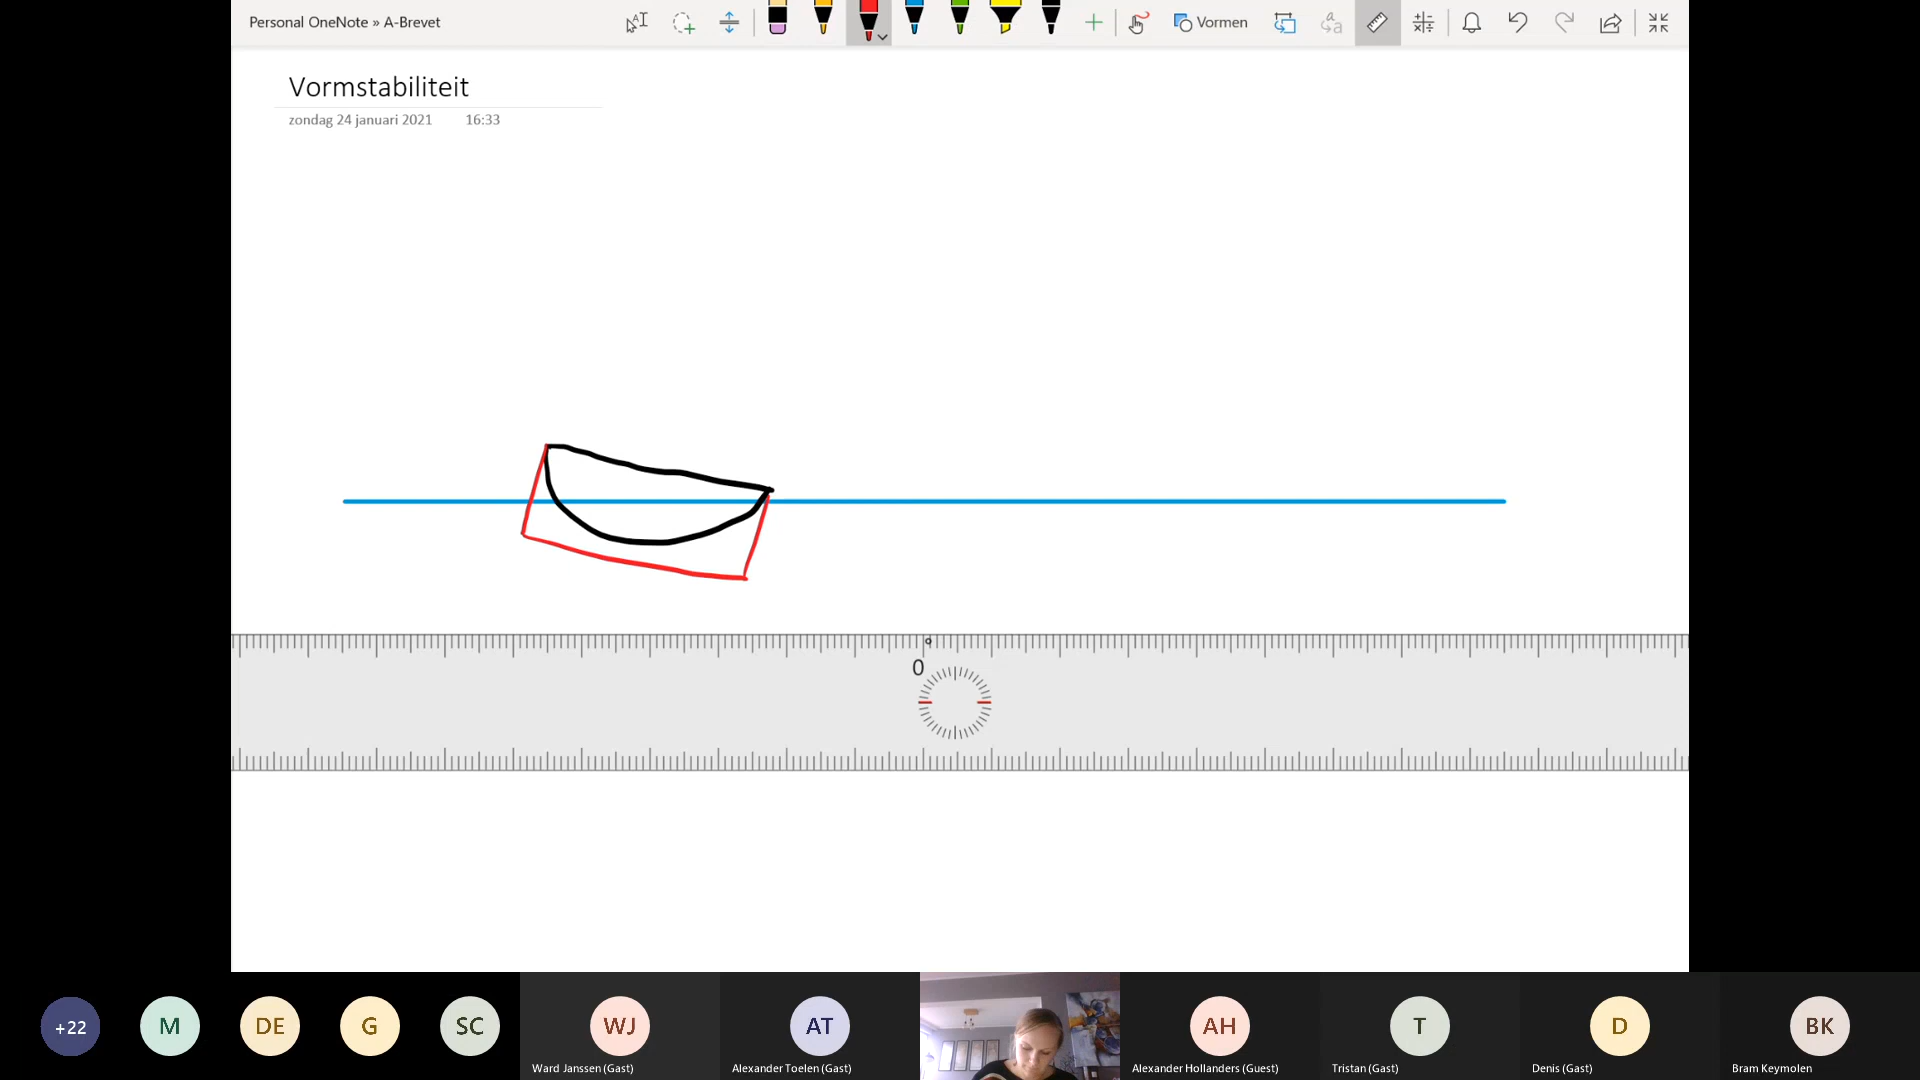 Personal OneNote » A-Brevet
Vormen
Vormstabiliteit
zondag 24 januari 2021 16:33
0°
+22
M
DE
G
SC
WJ
Ward Janssen (Gast)
AT
Alexander Toelen (Gast)
AH
Alexander Hollanders (Guest)
T
Tristan (Gast)
D
Denis (Gast)
BK
Bram Keymolen